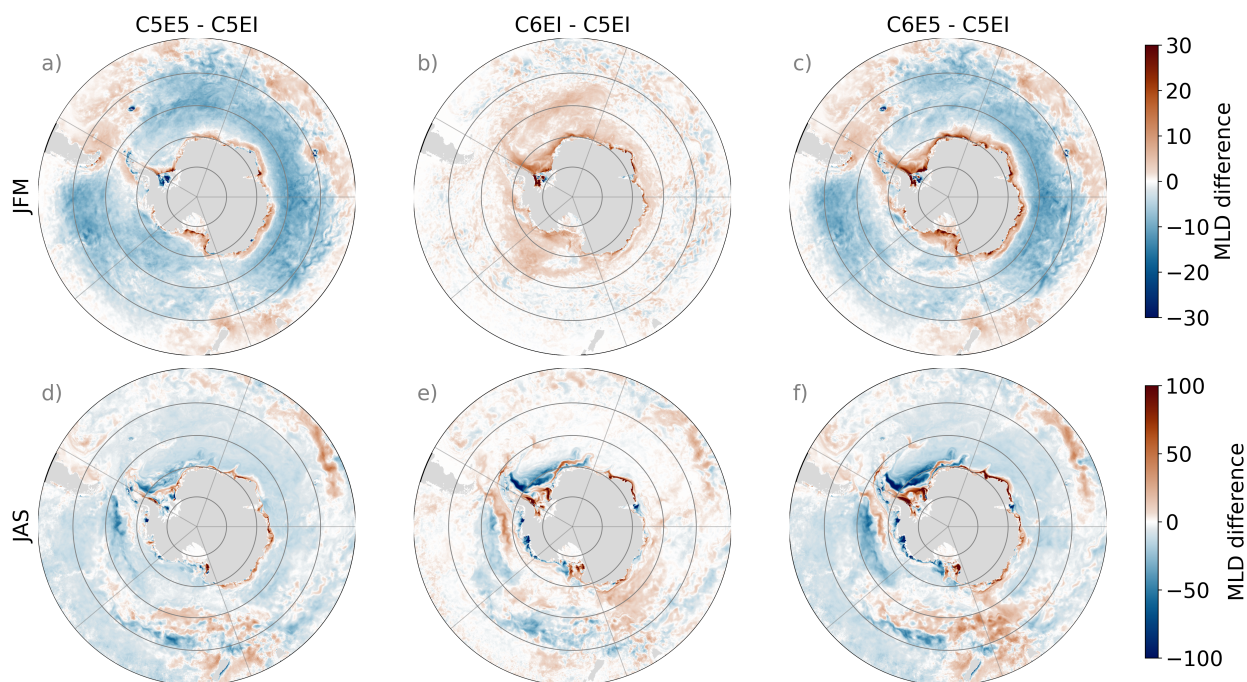 C5E5 - C5EI
C6EI - C5EI
C6E5 - C5EI
JFM
a)
b)
c)
30
20
10
0
−10
−20
−30
MLD difference
JAS
d)
e)
f)
100
50
0
−50
−100
MLD difference